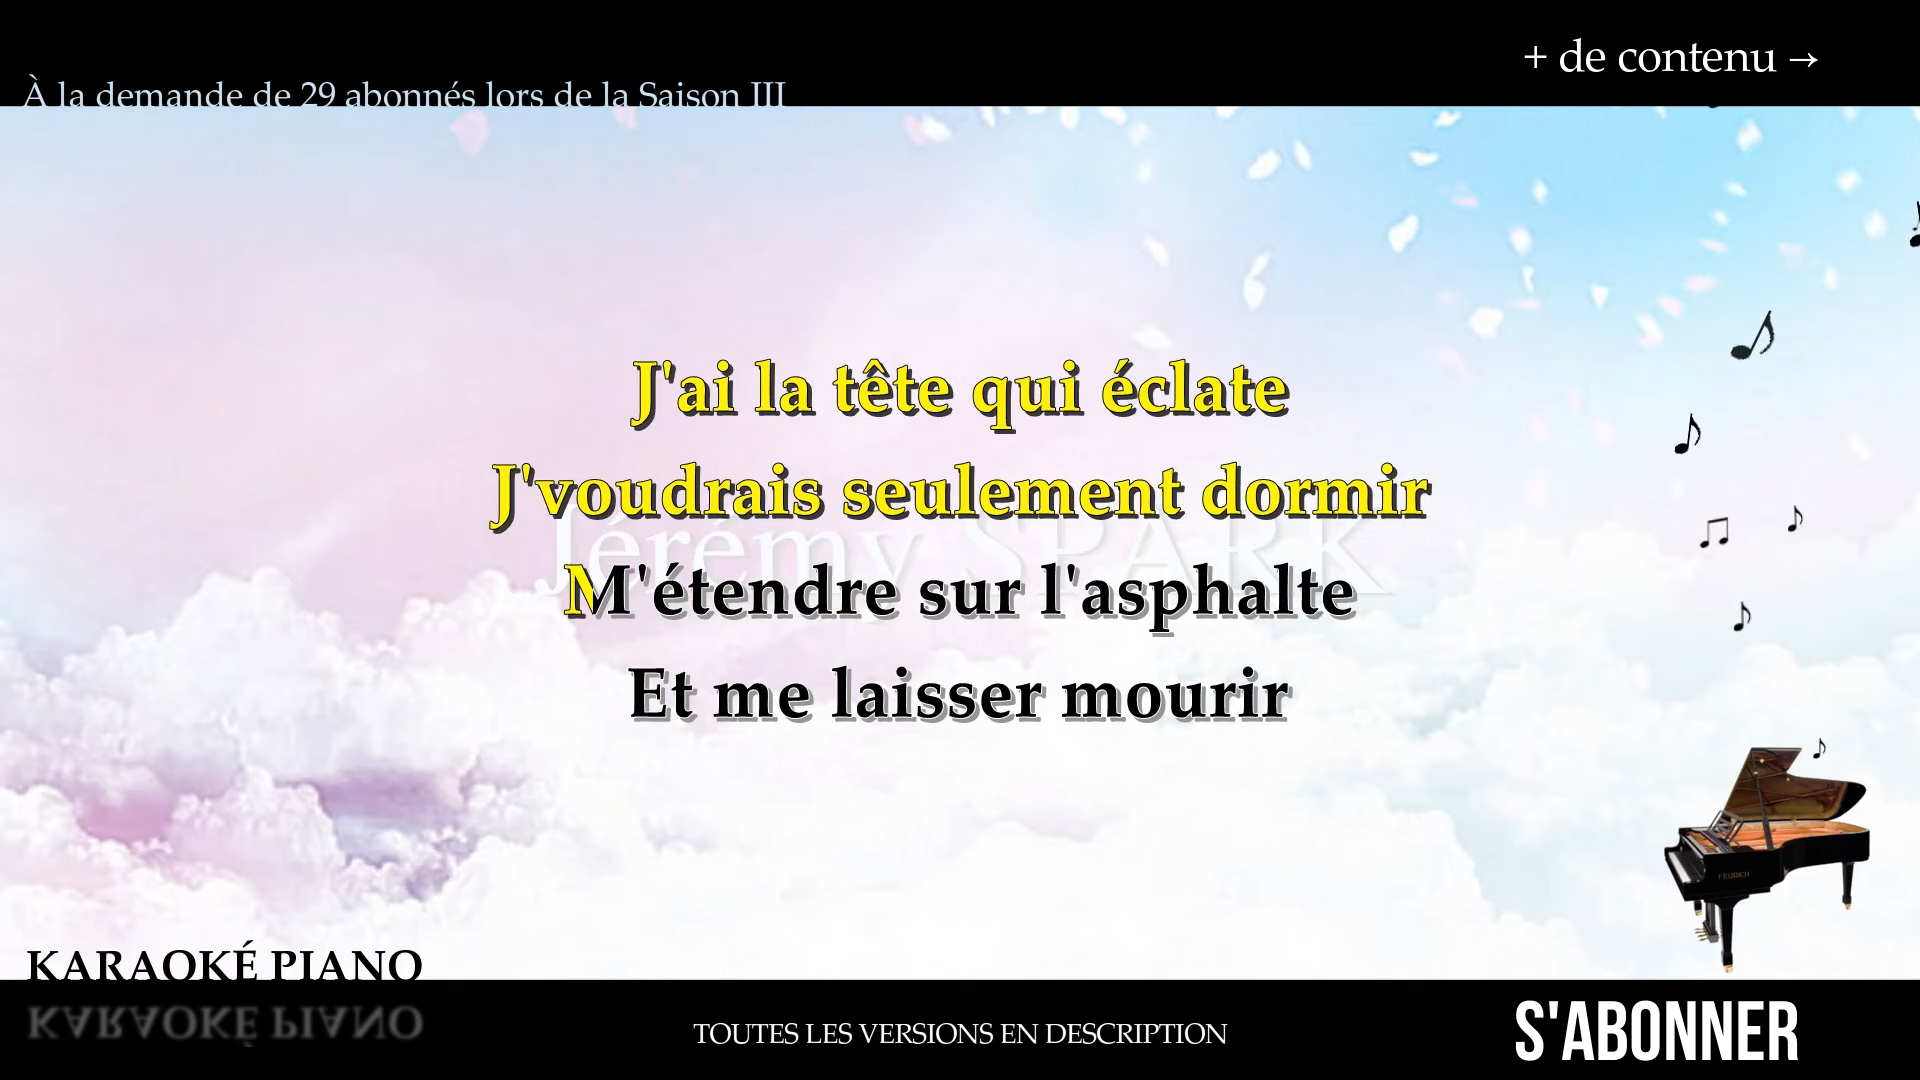 + de contenu →
À la demande de 29 abonnés lors de la Saison III
J'ai la tête qui éclate
J'voudrais seulement dormir
Jérémy SPARK
M'étendre sur l'asphalte
Et me laisser mourir
FEURICH
KARAOKÉ PIANO
KARAOKÉ PIANO
TOUTES LES VERSIONS EN DESCRIPTION
S'ABONNER